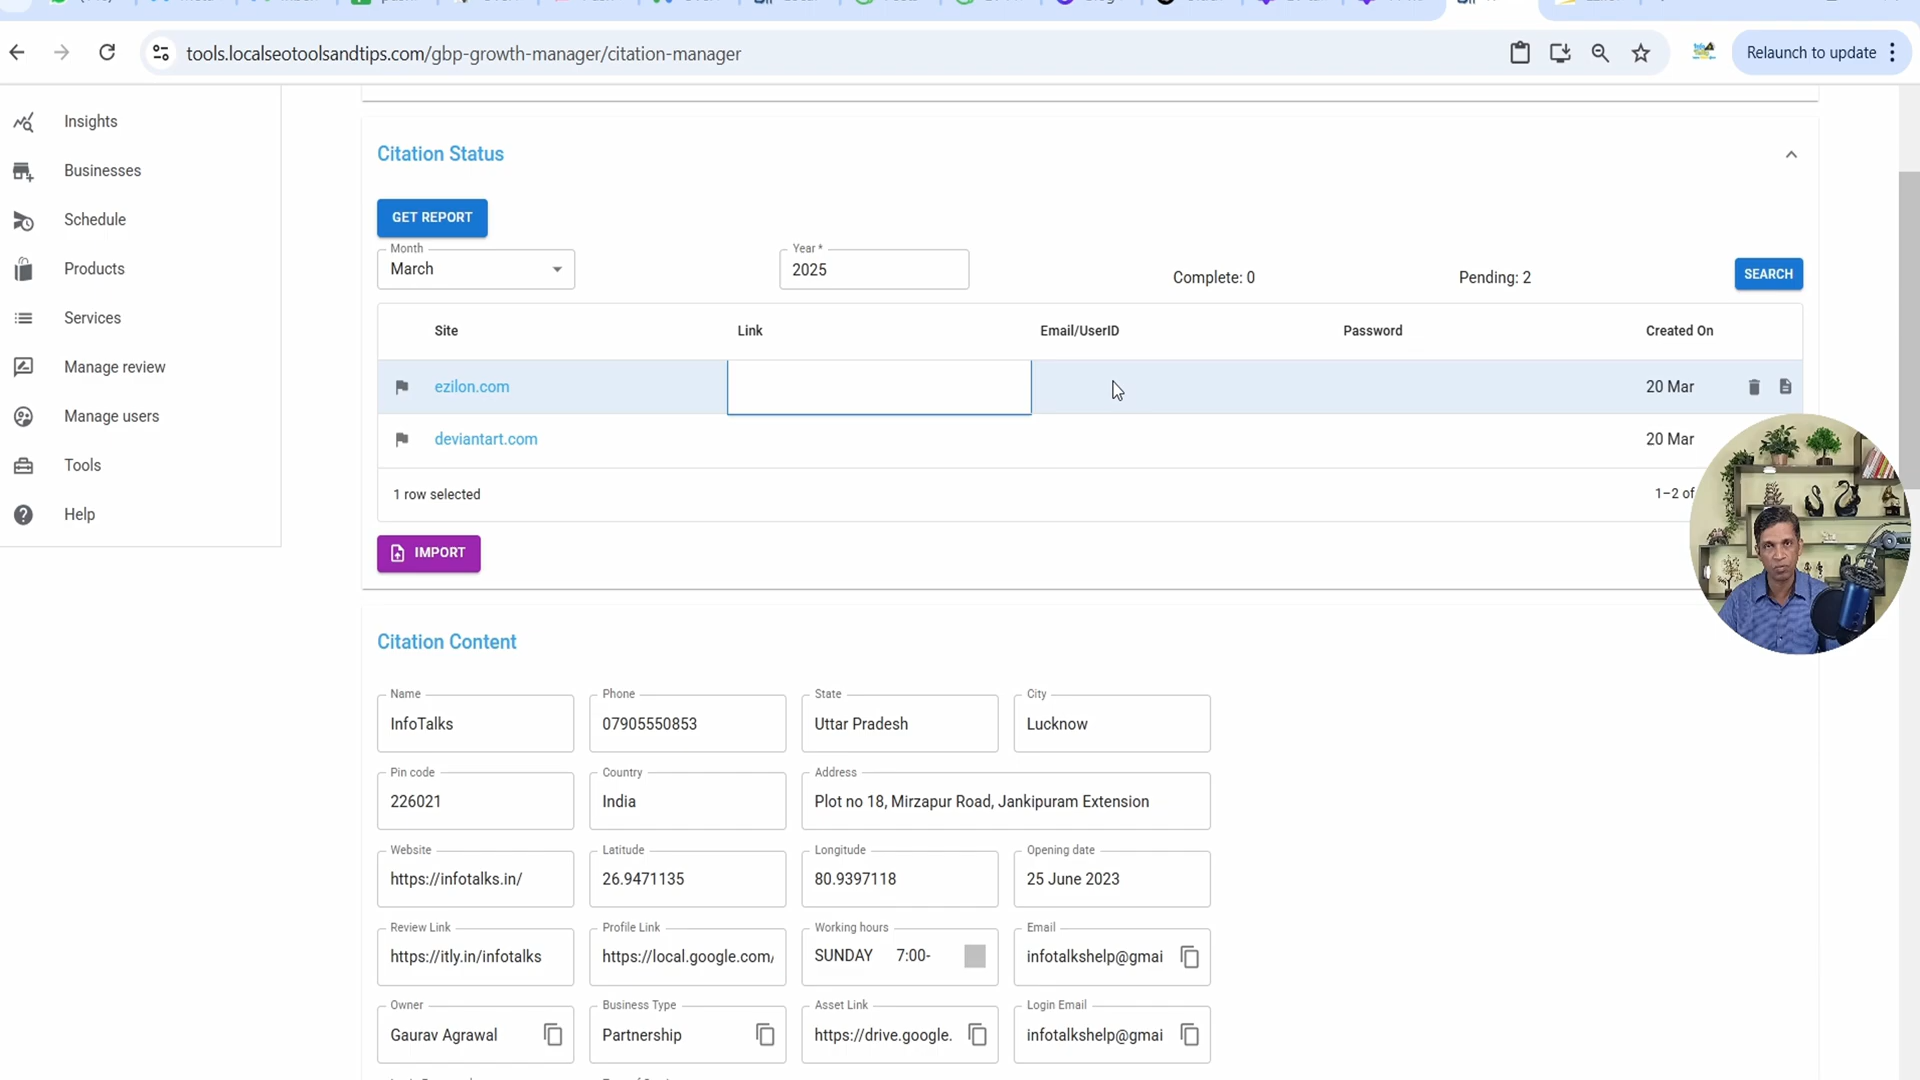 tools.localseotoolsandtips.com/gbp-growth-manager/citation-manager
Relaunch to update
Insights
Businesses
Schedule
Products
Services
Manage review
Manage users
Tools
Help
Citation Status
GET REPORT
Month
March
Year *
2025
Complete: 0
Pending: 2
SEARCH
Site Link Email/UserID Password Created On
ezilon.com 20 Mar
deviantart.com 20 Mar
1 row selected 1–2 of
IMPORT
Citation Content
Name Phone State City
InfoTalks 07905550853 Uttar Pradesh Lucknow
Pin code Country Address
226021 India Plot no 18, Mirzapur Road, Jankipuram Extension
Website Latitude Longitude Opening date
https://infotalks.in/ 26.9471135 80.9397118 25 June 2023
Review Link Profile Link Working hours Email
https://itly.in/infotalks https://local.google.com/ SUNDAY 7:00- infotalkshelp@gmai
Owner Business Type Asset Link Login Email
Gaurav Agrawal Partnership https://drive.google. infotalkshelp@gmai